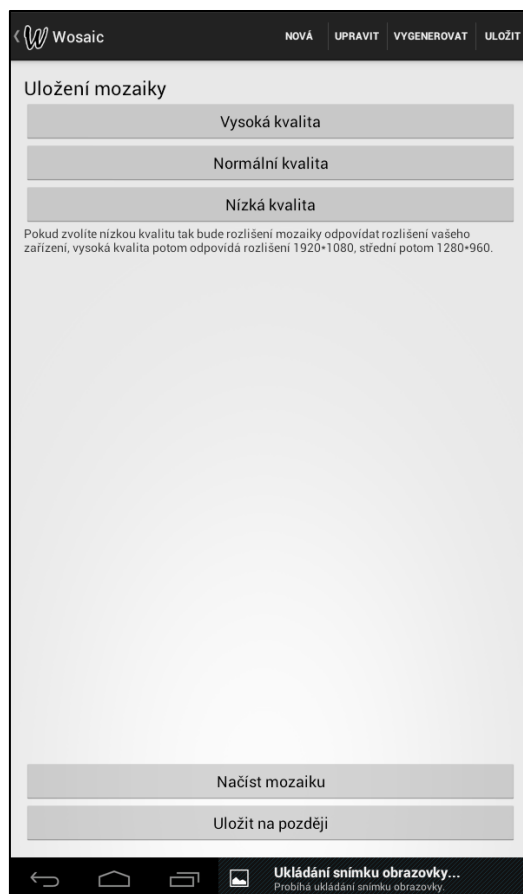 Wosaic
NOVÁ UPRAVIT VYGENEROVAT ULOŽIT
Uložení mozaiky
Vysoká kvalita
Normální kvalita
Nízká kvalita
Pokud zvolíte nízkou kvalitu tak bude rozlišení mozaiky odpovídat rozlišení vašeho
zařízení, vysoká kvalita potom odpovídá rozlišení 1920*1080, střední potom 1280*960.
Načíst mozaiku
Uložit na později
Ukládání snímku obrazovky...
Probíhá ukládání snímku obrazovky.